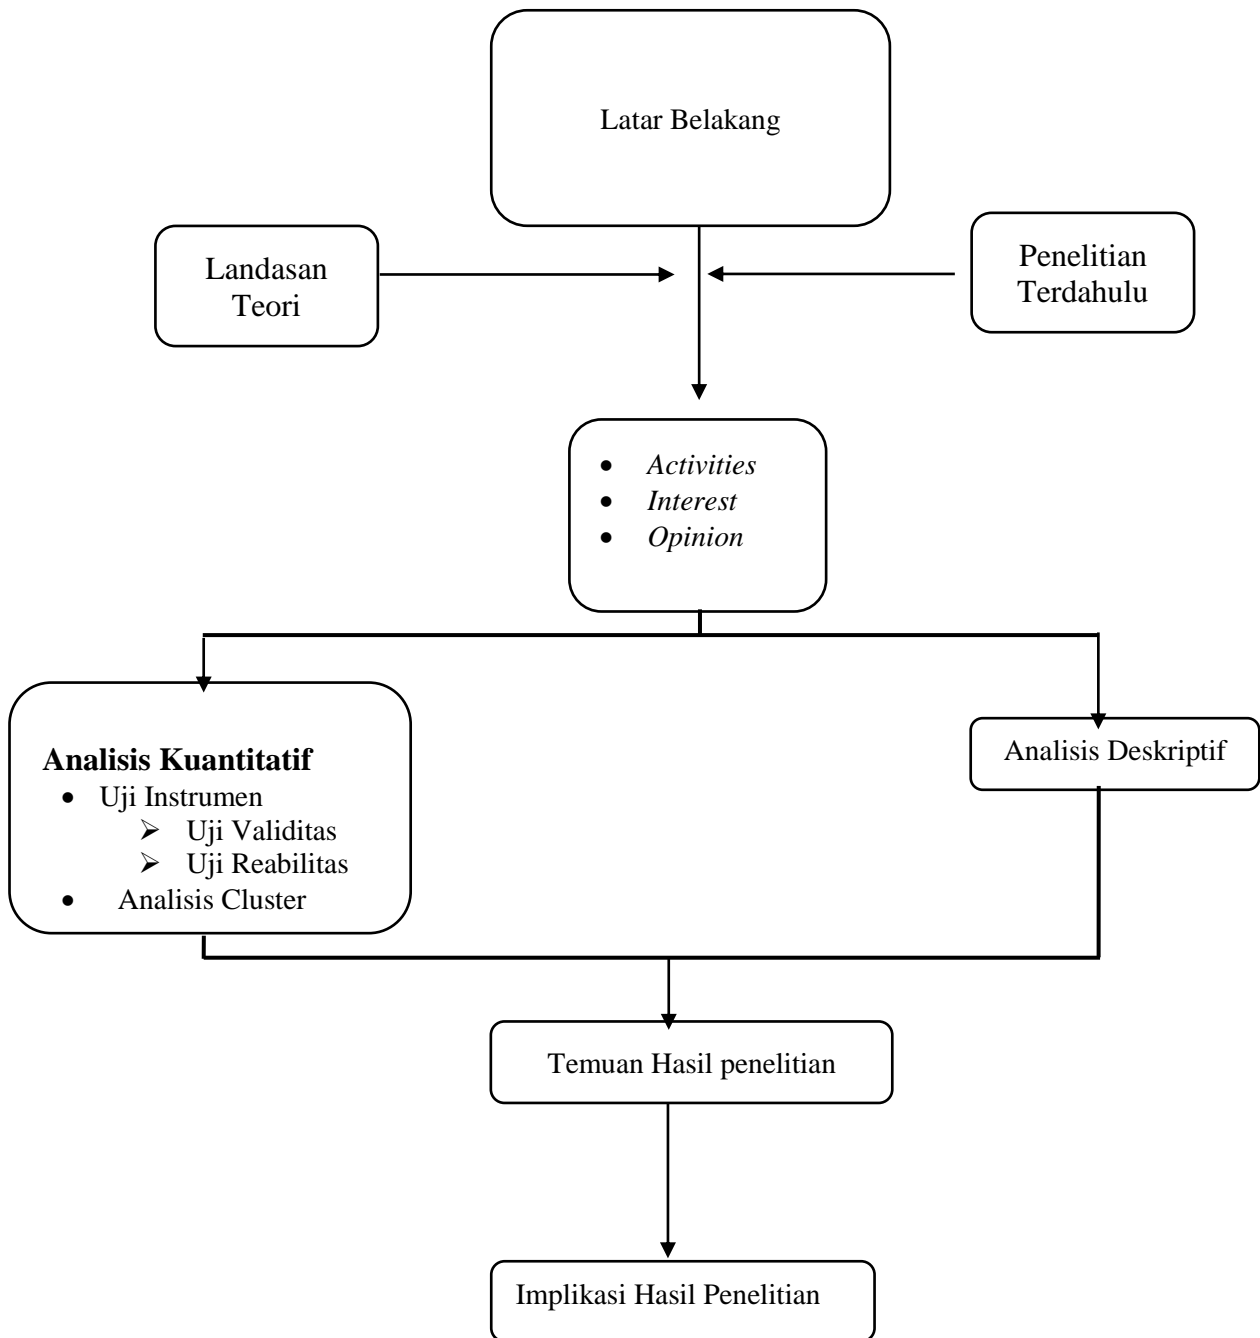 Latar Belakang
Landasan
Teori
Penelitian
Terdahulu
• Activities
• Interest
• Opinion
Analisis Kuantitatif
• Uji Instrumen
➢ Uji Validitas
➢ Uji Reabilitas
• Analisis Cluster
Analisis Deskriptif
Temuan Hasil penelitian
Implikasi Hasil Penelitian